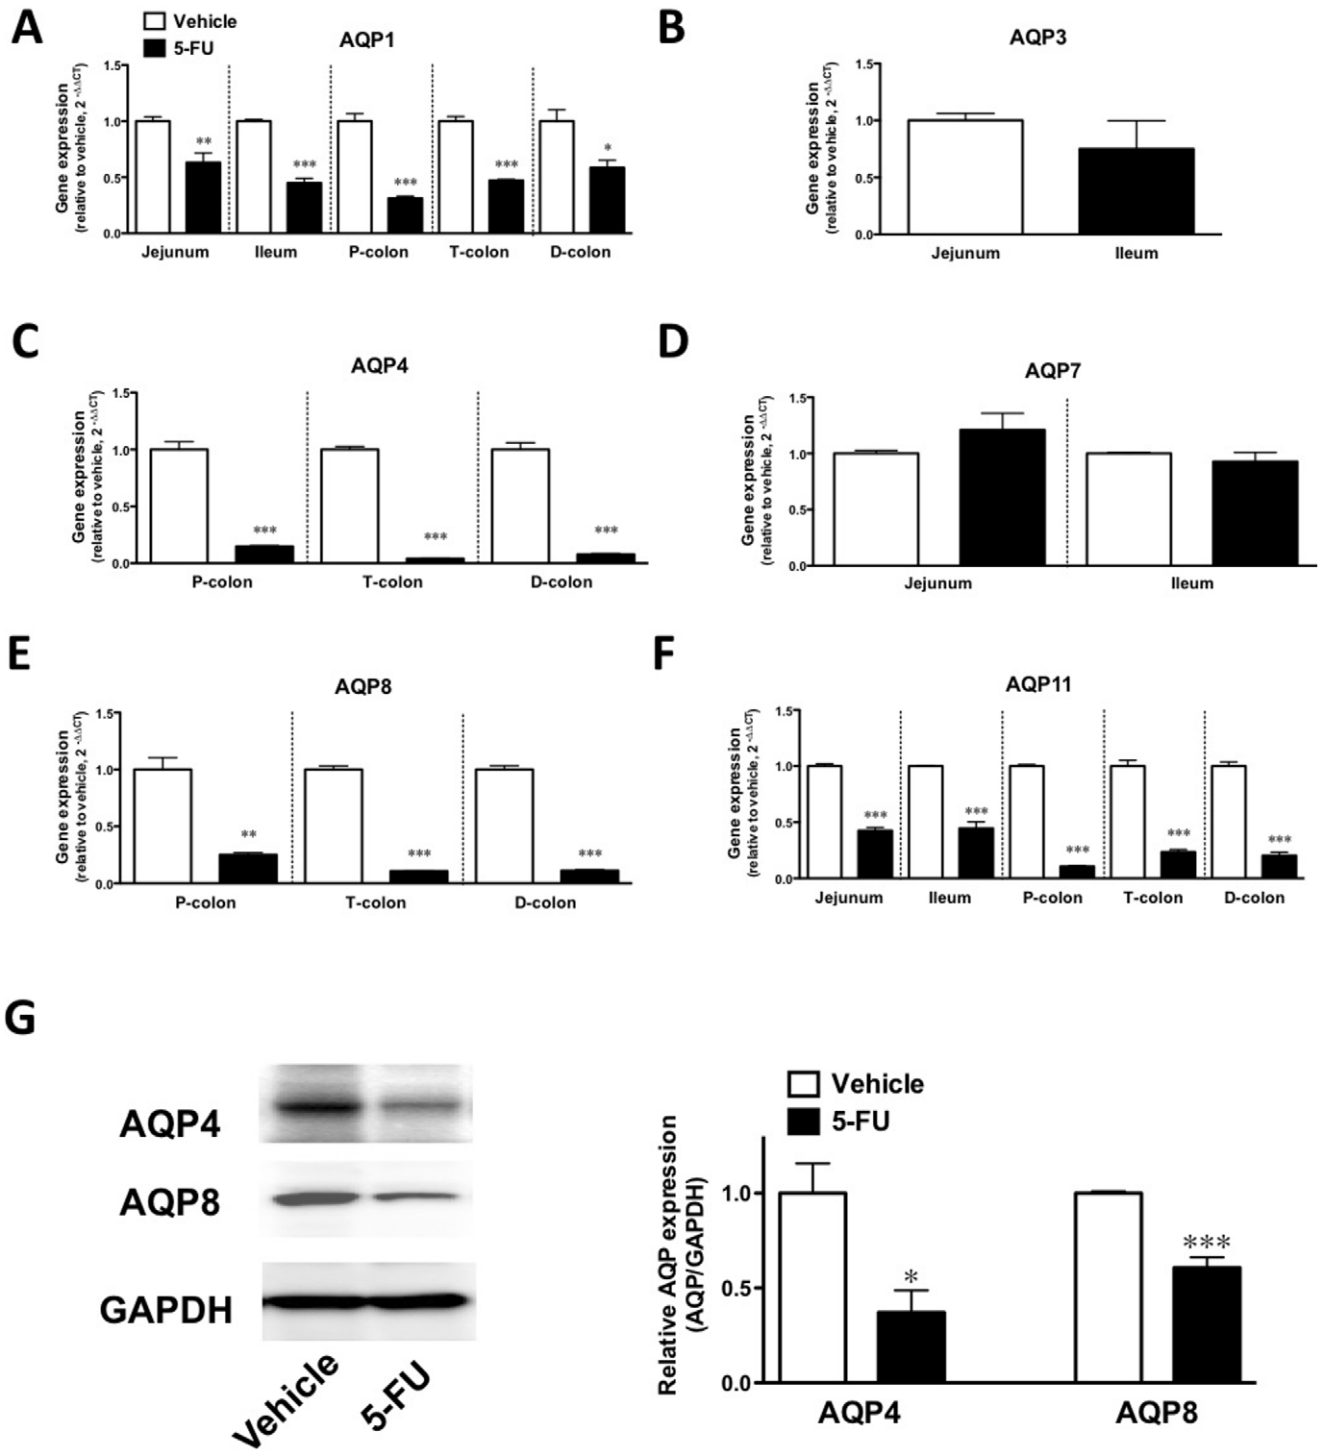 A
Vehicle
5-FU
AQP1
Gene expression
(relative to vehicle, 2 -ΔΔCT)
1.5
1.0
0.5
0.0
**
***
***
***
*
Jejunum Ileum P-colon T-colon D-colon
B
AQP3
Gene expression
(relative to vehicle, 2 -ΔΔCT)
1.5
1.0
0.5
0.0
Jejunum Ileum
C
AQP4
Gene expression
(relative to vehicle, 2 -ΔΔCT)
1.5
1.0
0.5
0.0
***
***
***
P-colon T-colon D-colon
D
AQP7
Gene expression
(relative to vehicle, 2 -ΔΔCT)
1.5
1.0
0.5
0.0
Jejunum Ileum
E
AQP8
Gene expression
(relative to vehicle, 2 -ΔΔCT)
1.5
1.0
0.5
0.0
**
***
***
P-colon T-colon D-colon
F
AQP11
Gene expression
(relative to vehicle, 2 -ΔΔCT)
1.5
1.0
0.5
0.0
***
***
***
***
***
Jejunum Ileum P-colon T-colon D-colon
G
AQP4
AQP8
GAPDH
Vehicle
5-FU
Vehicle
5-FU
Relative AQP expression
(AQP/GAPDH)
1.0
0.5
0.0
*
***
AQP4 AQP8